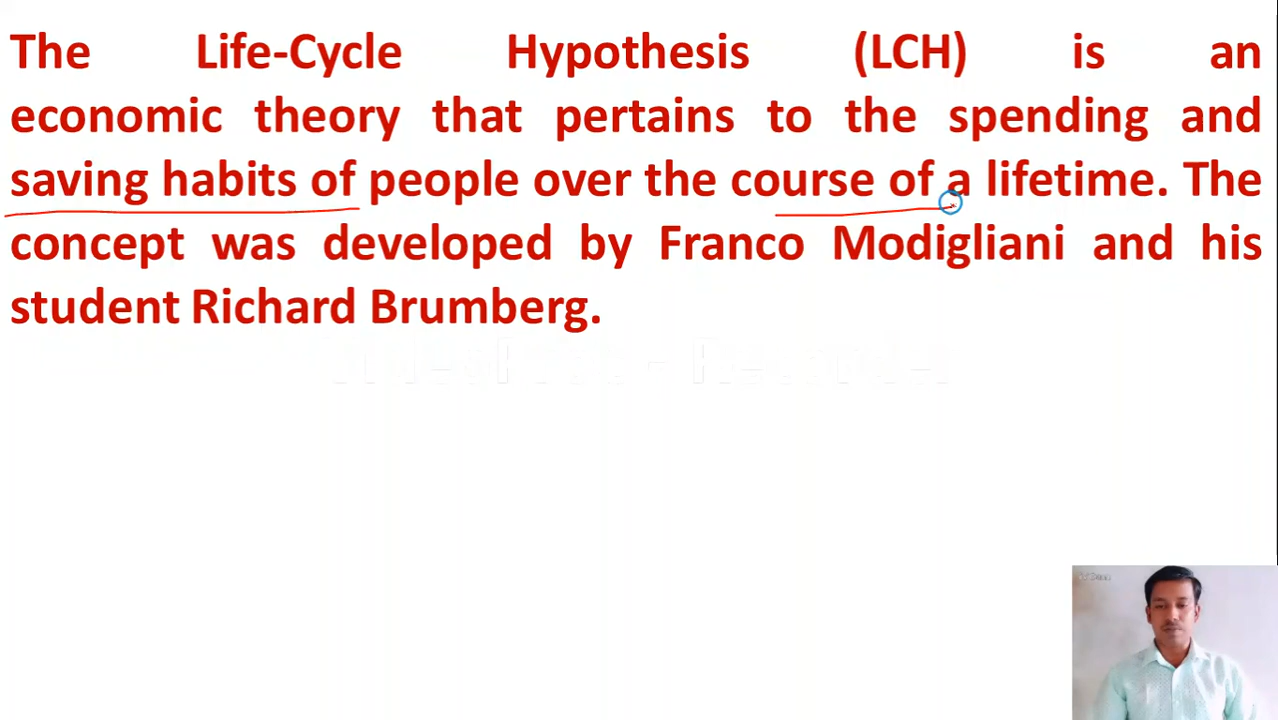 The Life-Cycle Hypothesis (LCH) is an
economic theory that pertains to the spending and
saving habits of people over the course of a lifetime. The
concept was developed by Franco Modigliani and his
student Richard Brumberg.